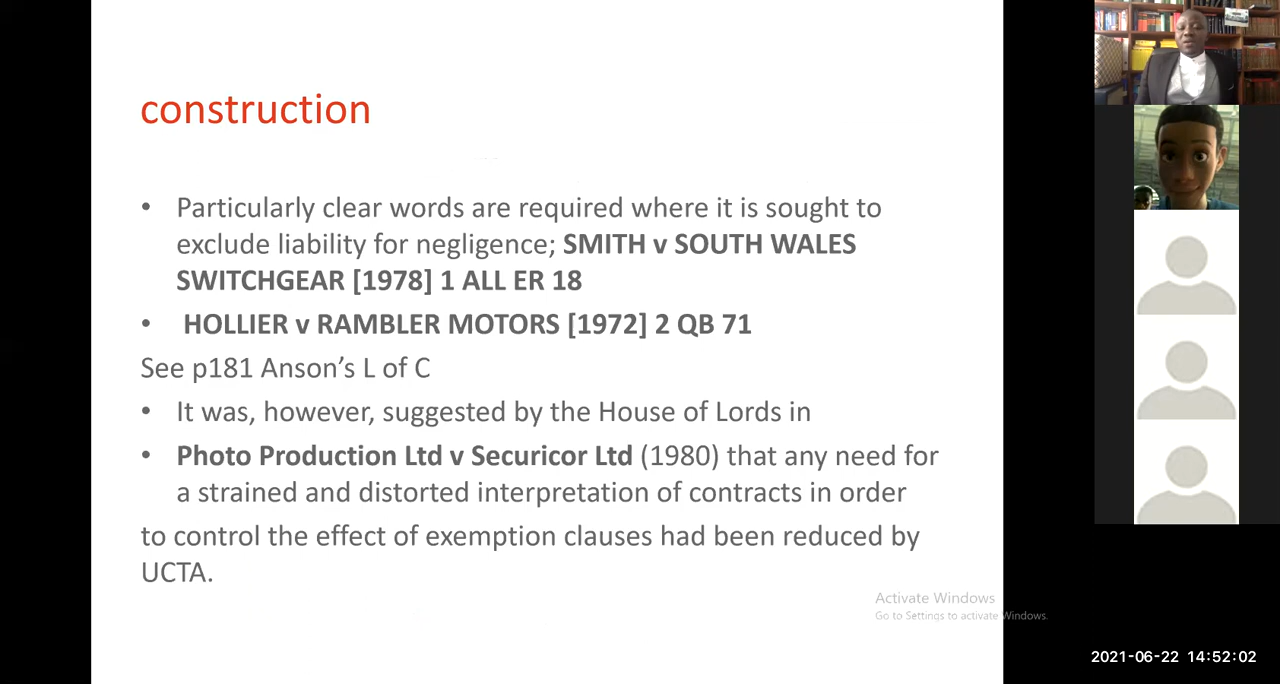 construction
• Particularly clear words are required where it is sought to
exclude liability for negligence; SMITH v SOUTH WALES
SWITCHGEAR [1978] 1 ALL ER 18
• HOLLIER v RAMBLER MOTORS [1972] 2 QB 71
See p181 Anson’s L of C
• It was, however, suggested by the House of Lords in
• Photo Production Ltd v Securicor Ltd (1980) that any need for
a strained and distorted interpretation of contracts in order
to control the effect of exemption clauses had been reduced by
UCTA.
Activate Windows
Go to Settings to activate Windows.
2021-06-22 14:52:02